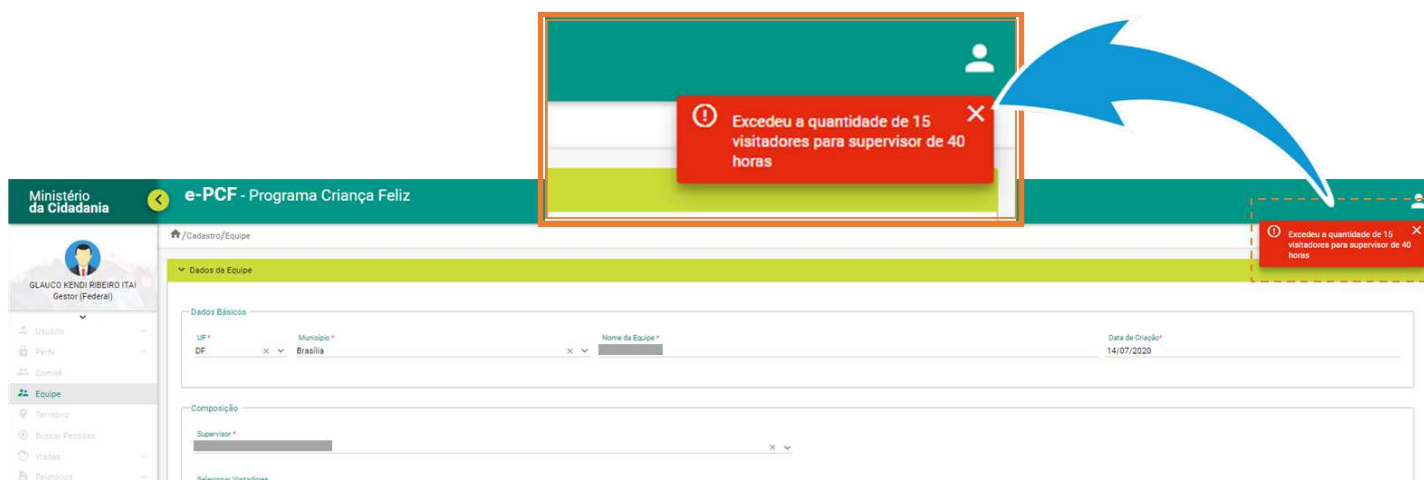 Excedeu a quantidade de 15
visitadores para supervisor de 40
horas
Ministério
da Cidadania
e-PCF - Programa Criança Feliz
Excedeu a quantidade de 15
visitadores para supervisor de 40
horas
/Cadastro/Equipe
Dados da Equipe
GLAUCO KENDI RIBEIRO ITAI
Gestor (Federal)
Usuário
Perfil
Comitê
Equipe
Território
Buscar Pessoas
Visitas
Relatórios
Dados Básicos
UF * Município * Nome da Equipe * Data de Criação*
DF Brasília 14/07/2020
Composição
Supervisor *
Selecionar Visitadores